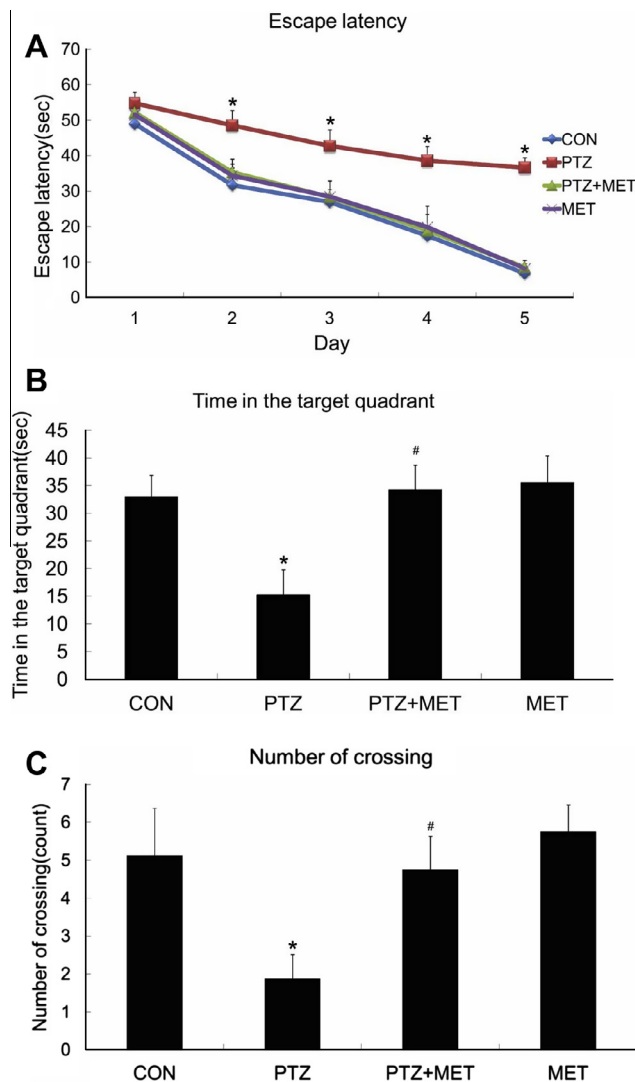 A
Escape latency
Escape latency(sec)
70
60
50
40
30
20
10
0
* * * *
1 2 3 4 5
Day
CON
PTZ
PTZ+MET
MET
B
Time in the target quadrant
Time in the target quadrant(sec)
45
40
35
30
25
20
15
10
5
0
*
#
CON PTZ PTZ+MET MET
C
Number of crossing
Number of crossing(count)
7
6
5
4
3
2
1
0
*
#
CON PTZ PTZ+MET MET